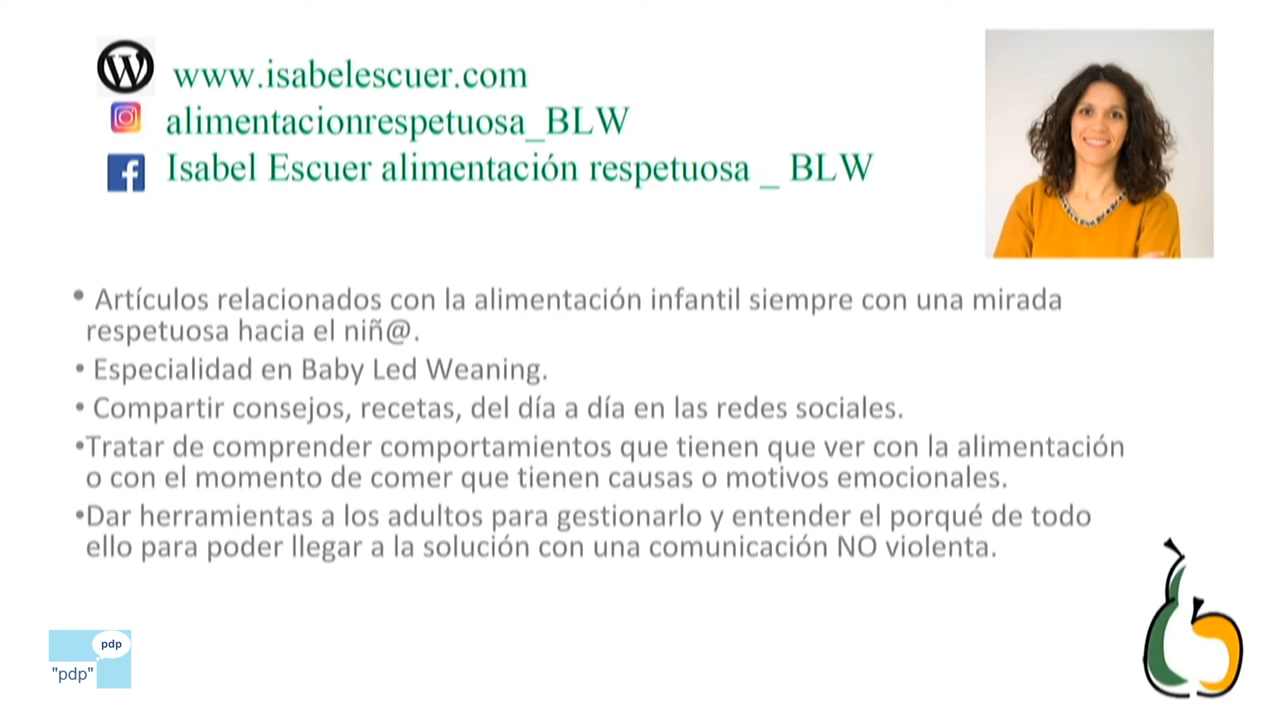 www.isabelescuer.com
alimentacionrespetuosa_BLW
Isabel Escuer alimentación respetuosa _ BLW
• Artículos relacionados con la alimentación infantil siempre con una mirada
respetuosa hacia el niñ@.
• Especialidad en Baby Led Weaning.
• Compartir consejos, recetas, del día a día en las redes sociales.
•Tratar de comprender comportamientos que tienen que ver con la alimentación
o con el momento de comer que tienen causas o motivos emocionales.
•Dar herramientas a los adultos para gestionarlo y entender el porqué de todo
ello para poder llegar a la solución con una comunicación NO violenta.
pdp
"pdp"